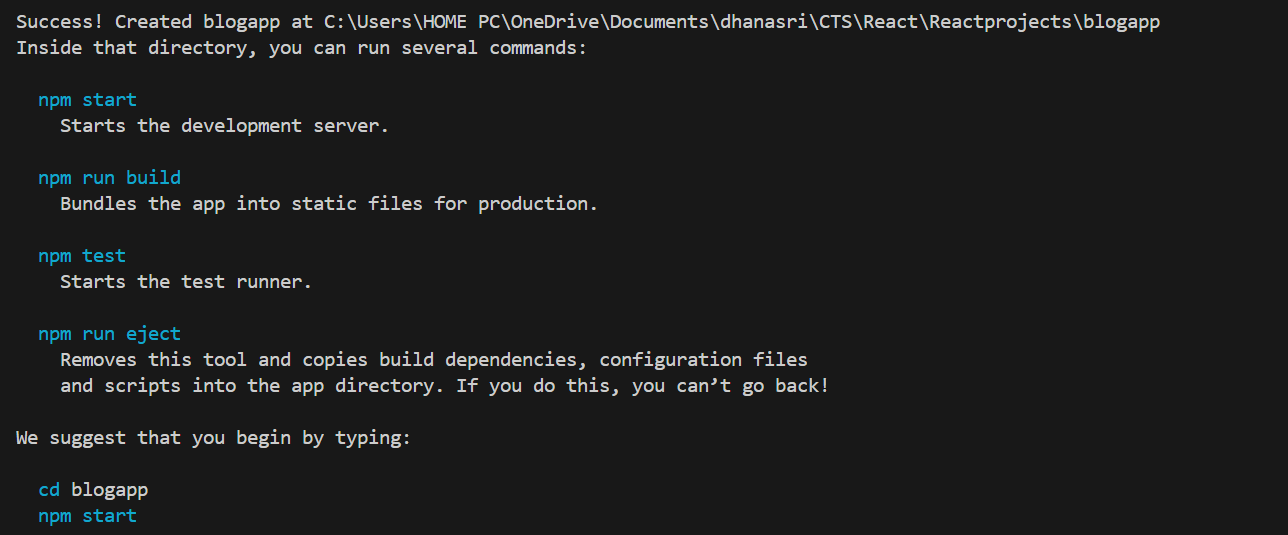 Success! Created blogapp at C:\Users\HOME PC\OneDrive\Documents\dhanasri\CTS\React\Reactprojects\blogapp
Inside that directory, you can run several commands:
npm start
Starts the development server.
npm run build
Bundles the app into static files for production.
npm test
Starts the test runner.
npm run eject
Removes this tool and copies build dependencies, configuration files
and scripts into the app directory. If you do this, you can’t go back!
We suggest that you begin by typing:
cd blogapp
npm start